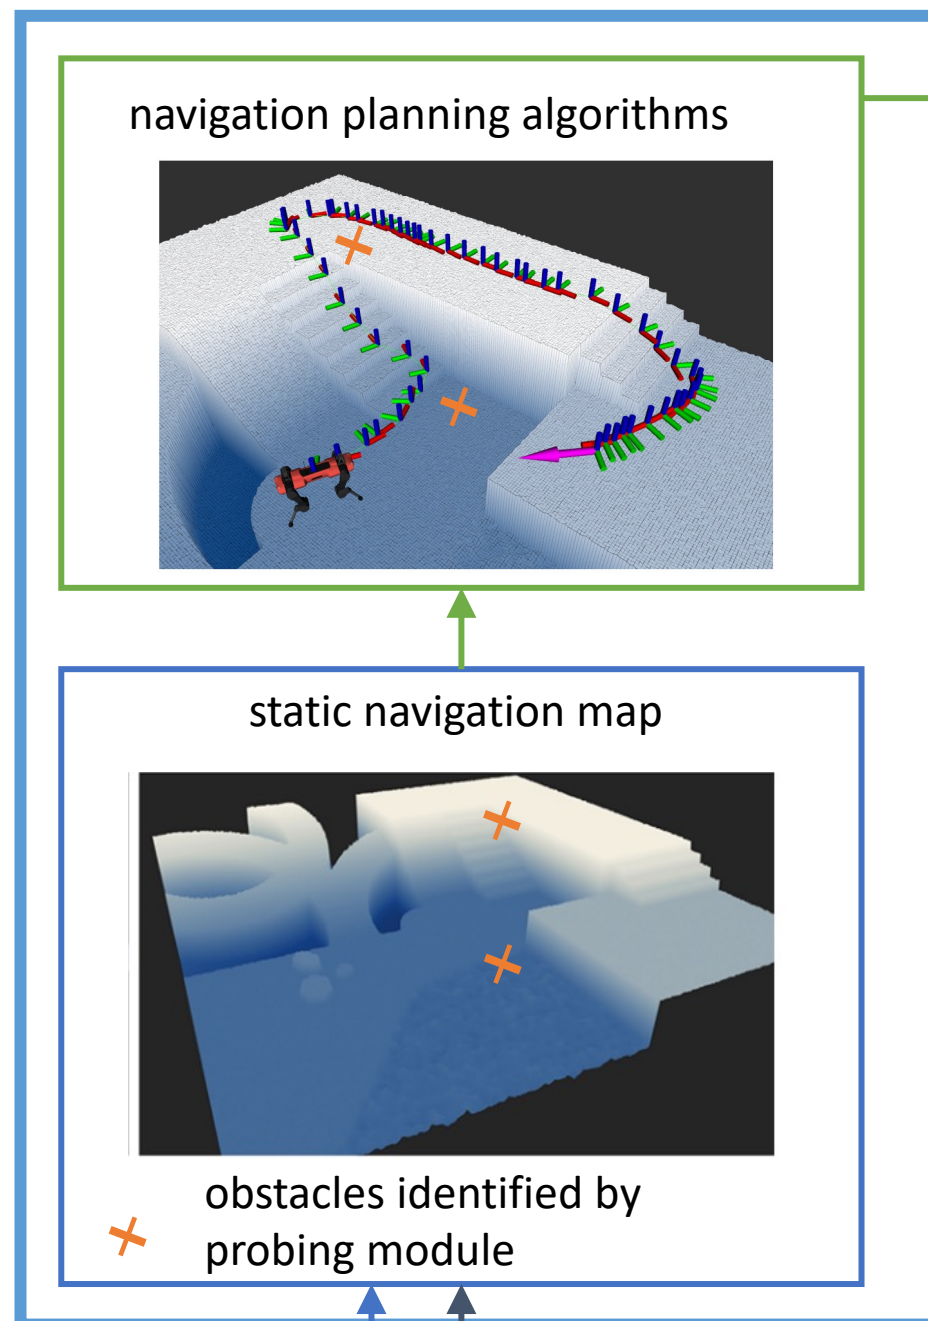 navigation planning algorithms
static navigation map
obstacles identified by
probing module